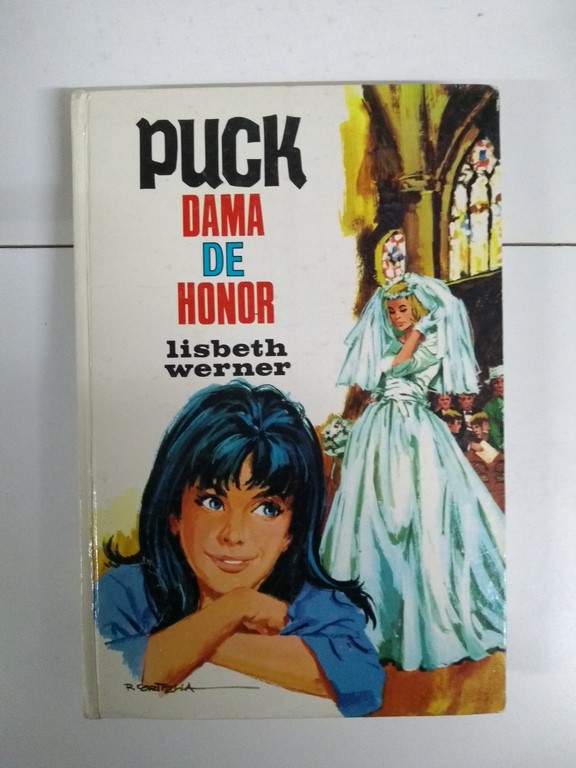 PUCK
DAMA
DE
HONOR
lisbeth
werner